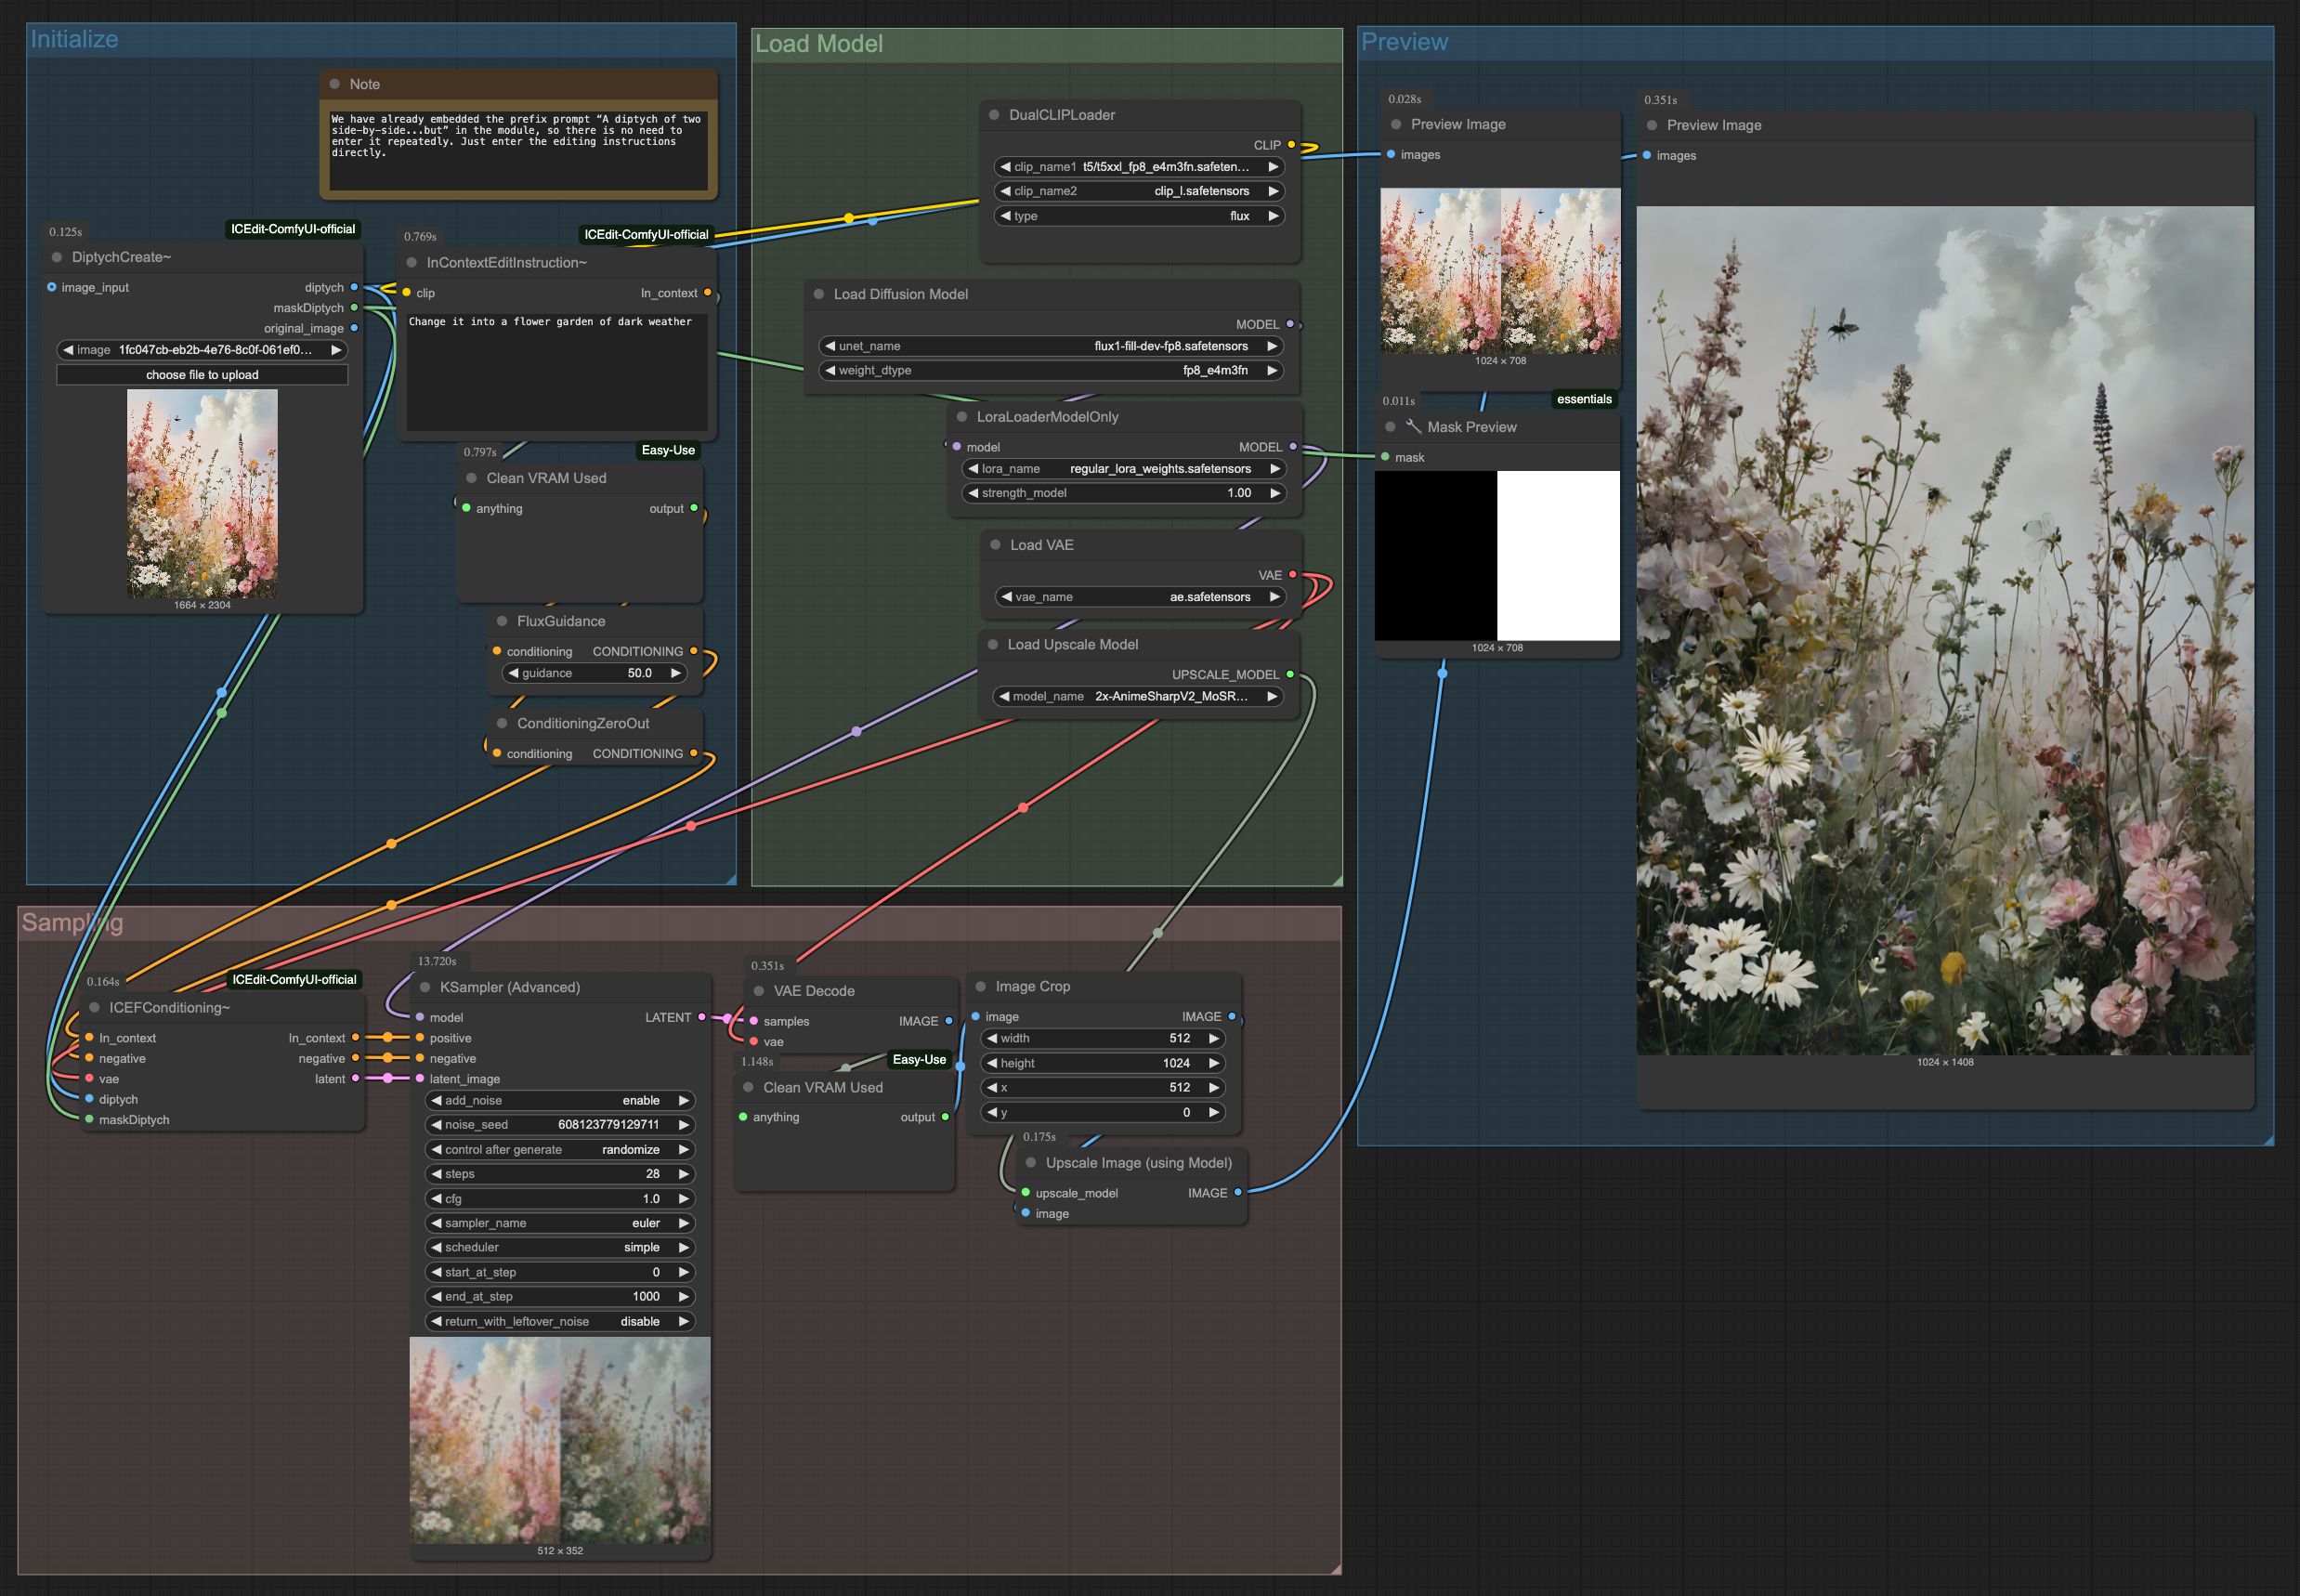 Initialize
Note
We have already embedded the prefix prompt “A diptych of two
side-by-side...but” in the module, so there is no need to
enter it repeatedly. Just enter the editing instructions
directly.
0.125s
ICEdit-ComfyUI-official
DiptychCreate~
image_input
diptych
maskDiptych
original_image
image 1fc047cb-eb2b-4e76-8c0f-061ef0...
choose file to upload
1664 × 2304
0.769s
ICEdit-ComfyUI-official
InContextEditInstruction~
clip
In_context
Change it into a flower garden of dark weather
0.797s
Easy-Use
Clean VRAM Used
anything
output
FluxGuidance
conditioning
CONDITIONING
guidance 50.0
ConditioningZeroOut
conditioning
CONDITIONING
Load Model
DualCLIPLoader
CLIP
clip_name1 t5/t5xxl_fp8_e4m3fn.safeten...
clip_name2 clip_l.safetensors
type flux
Load Diffusion Model
MODEL
unet_name flux1-fill-dev-fp8.safetensors
weight_dtype fp8_e4m3fn
LoraLoaderModelOnly
model
MODEL
lora_name regular_lora_weights.safetensors
strength_model 1.00
Load VAE
VAE
vae_name ae.safetensors
Load Upscale Model
UPSCALE_MODEL
model_name 2x-AnimeSharpV2_MoSR...
Preview
0.028s
Preview Image
images
1024 × 708
0.011s
essentials
Mask Preview
mask
1024 × 708
0.351s
Preview Image
images
1024 × 1408
Sampling
0.164s
ICEdit-ComfyUI-official
ICEFConditioning~
In_context
negative
vae
diptych
maskDiptych
In_context
negative
latent
13.720s
KSampler (Advanced)
model
positive
negative
latent_image
LATENT
add_noise enable
noise_seed 608123779129711
control after generate randomize
steps 28
cfg 1.0
sampler_name euler
scheduler simple
start_at_step 0
end_at_step 1000
return_with_leftover_noise disable
512 × 352
0.351s
VAE Decode
samples
vae
IMAGE
1.148s
Easy-Use
Clean VRAM Used
anything
output
Image Crop
image
IMAGE
width 512
height 1024
x 512
y 0
0.175s
Upscale Image (using Model)
upscale_model
image
IMAGE